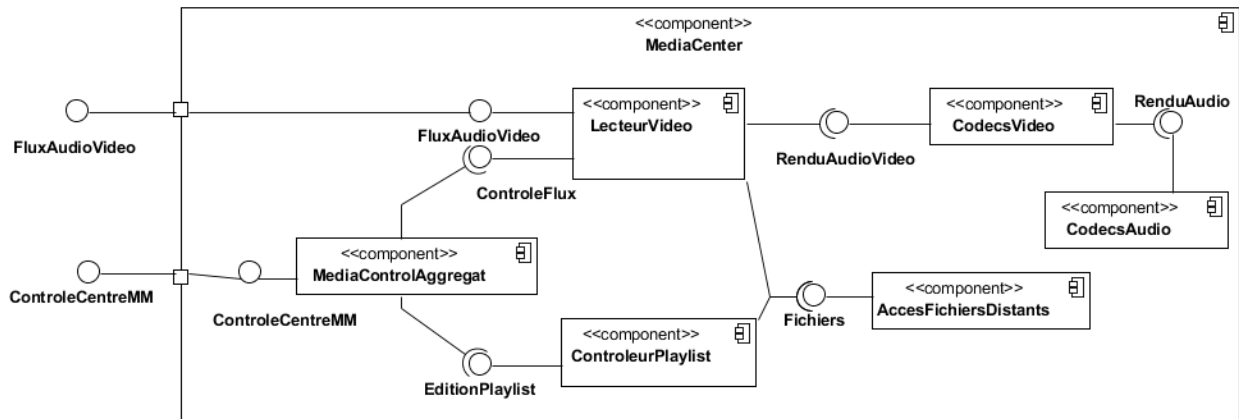 <<component>>
MediaCenter
FluxAudioVideo
FluxAudioVideo
<<component>>
LecteurVideo
RenduAudioVideo
<<component>>
CodecsVideo
RenduAudio
ControleFlux
<<component>>
CodecsAudio
ControleCentreMM
ControleCentreMM
<<component>>
MediaControlAggregat
Fichiers
<<component>>
AccesFichiersDistants
EditionPlaylist
<<component>>
ControleurPlaylist